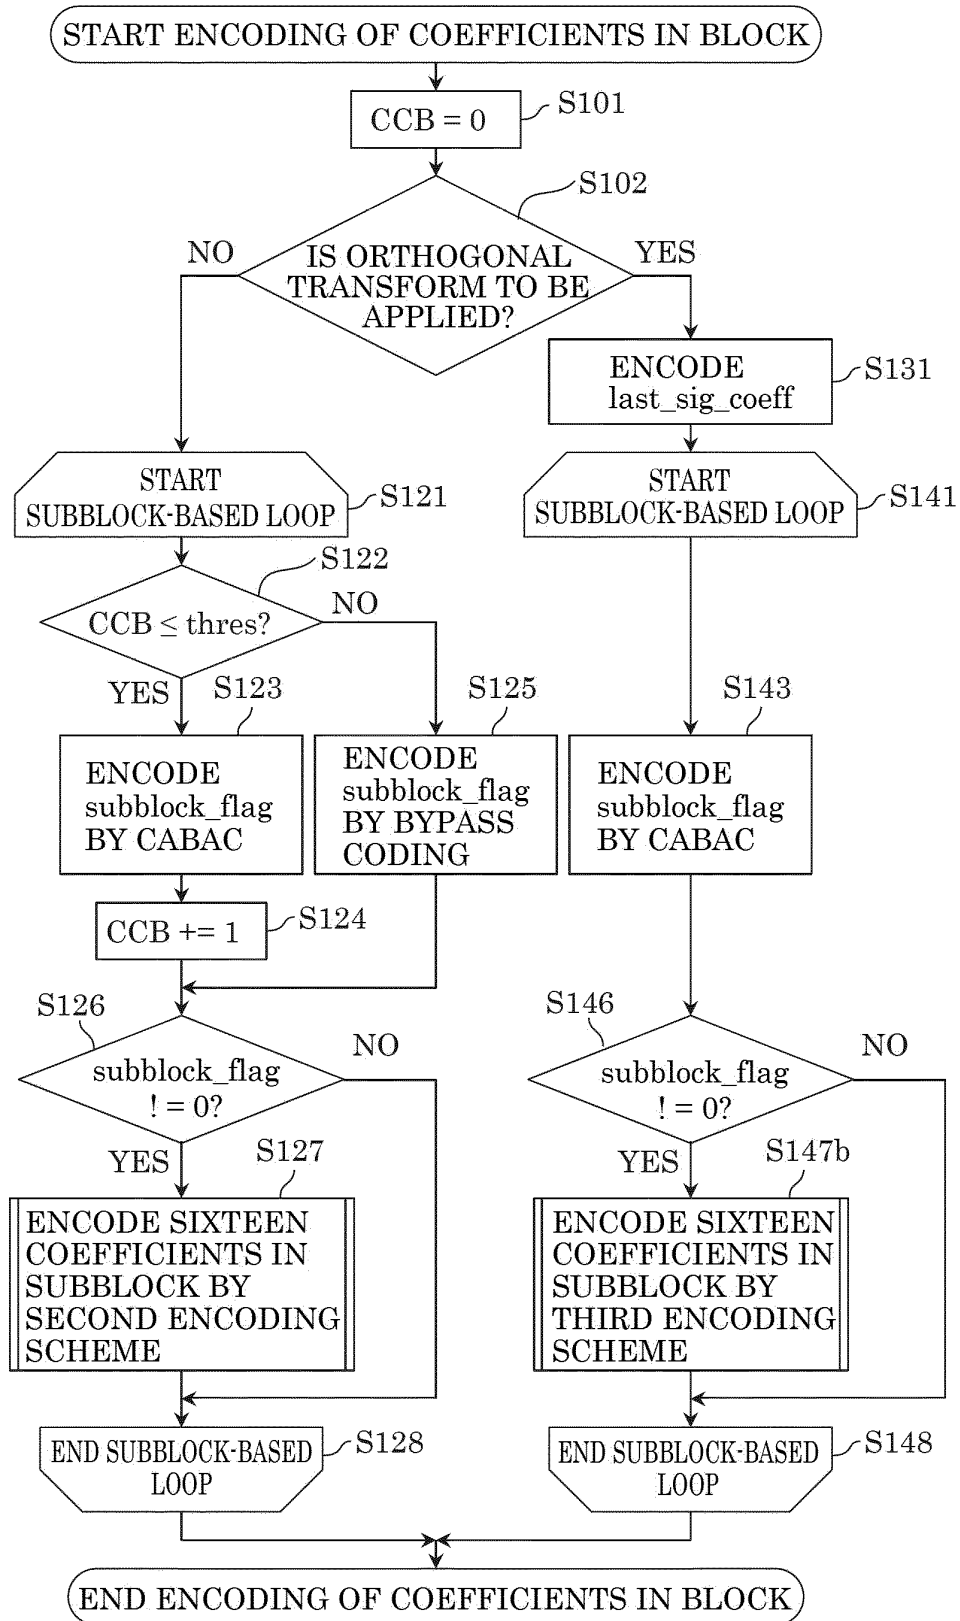 START ENCODING OF COEFFICIENTS IN BLOCK
CCB = 0
S101
S102
IS ORTHOGONAL
TRANSFORM TO BE
APPLIED?
NO
YES
ENCODE
last_sig_coeff
S131
START
SUBBLOCK-BASED LOOP
S121
START
SUBBLOCK-BASED LOOP
S141
S122
CCB ≤ thres?
NO
YES
S123
ENCODE
subblock_flag
BY CABAC
S125
ENCODE
subblock_flag
BY BYPASS
CODING
S143
ENCODE
subblock_flag
BY CABAC
CCB += 1
S124
S126
subblock_flag
! = 0?
NO
YES
S146
subblock_flag
! = 0?
NO
YES
S127
ENCODE SIXTEEN
COEFFICIENTS IN
SUBBLOCK BY
SECOND ENCODING
SCHEME
S147b
ENCODE SIXTEEN
COEFFICIENTS IN
SUBBLOCK BY
THIRD ENCODING
SCHEME
END SUBBLOCK-BASED
LOOP
S128
END SUBBLOCK-BASED
LOOP
S148
END ENCODING OF COEFFICIENTS IN BLOCK